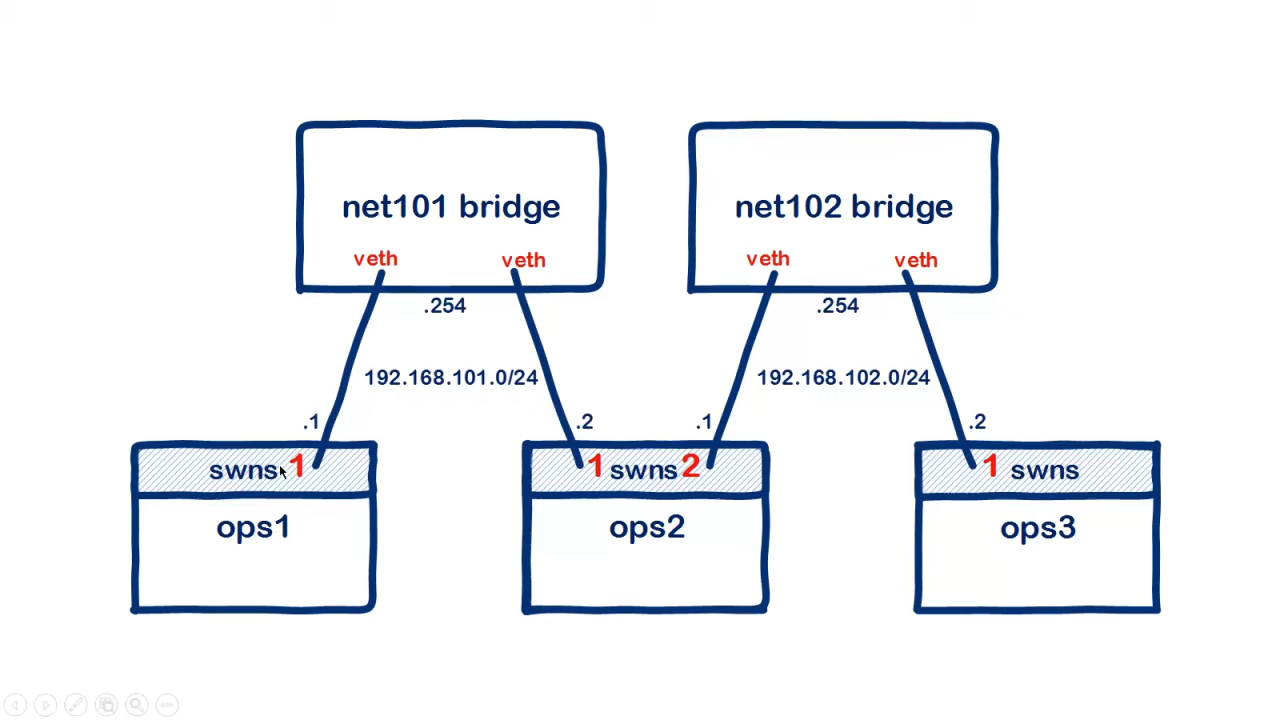 net101 bridge
net102 bridge
veth
veth
veth
veth
.254
.254
192.168.101.0/24
192.168.102.0/24
.1
.2
.1
.2
swns 1
1 swns 2
1 swns
ops1
ops2
ops3